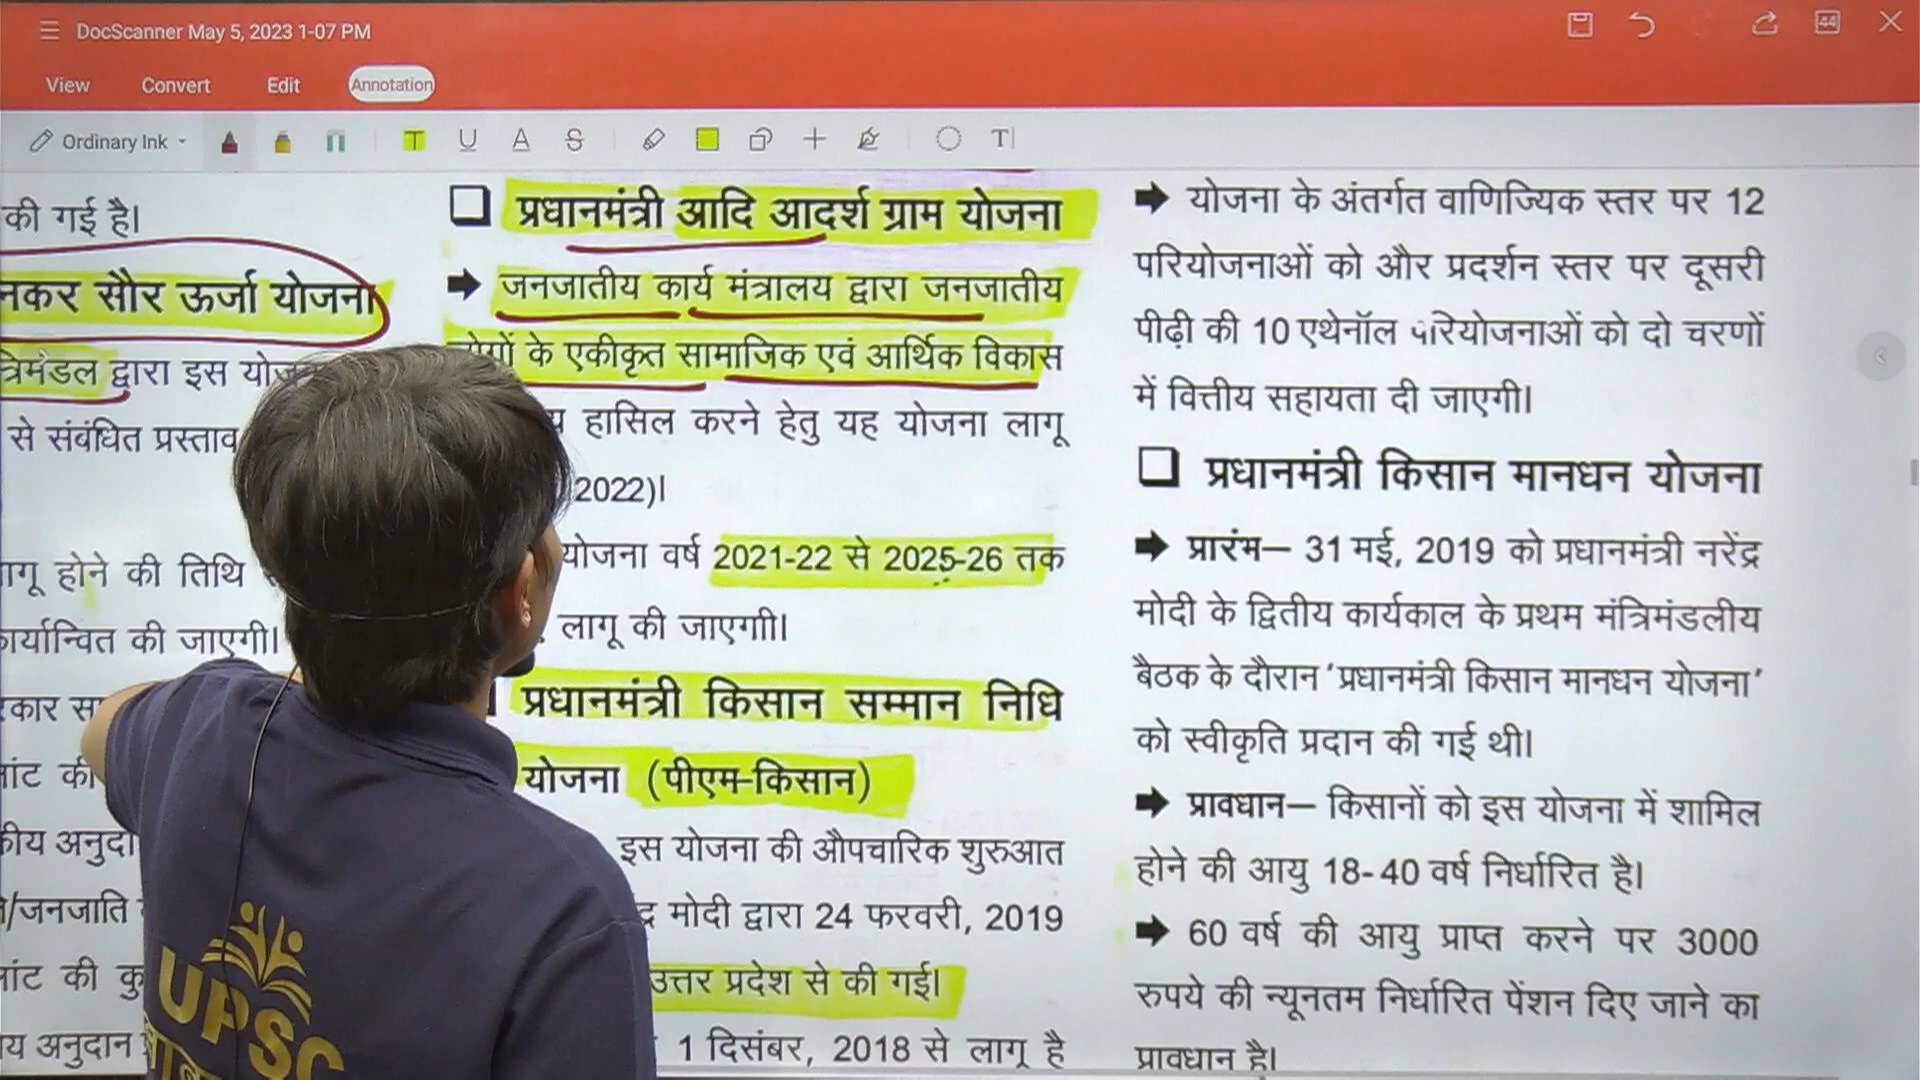 DocScanner May 5, 2023 1-07 PM
View Convert Edit Annotation
Ordinary Ink
की गई है।
नकर सौर ऊर्जा योजना
द्वारा इस
से संबंधित प्रस्ताव
होने की तिथि
की जाएगी।
की
की
प्रधानमंत्री आदि आदर्श ग्राम योजना
जनजातीय कार्य मंत्रालय द्वारा जनजातीय
के एकीकृत सामाजिक एवं आर्थिक विकास
हासिल करने हेतु यह योजना लागू
2022)।
योजना वर्ष 2021-22 से 2025-26 तक
लागू की जाएगाी।
प्रधानमंत्री किसान सम्मान निधि
योजना (पीएम-किसान)
इस योजना की औपचारिक शुरुआत
मोदी द्वारा 24 फरवरी, 2019
उत्तर प्रदेश से की गई।
1 दिसंबर, 2018 से लागू है
योजना के अंतर्गत वाणिज्यिक स्तर पर 12
परियोजनाओं को और प्रदर्शन स्तर पर दूसरी
पीढ़ी की 10 एथेनॉल परियोजनाओं को दो चरणों
में वित्तीय सहायता दी जाएगी।
प्रधानमंत्री किसान मानधन योजना
प्रारंभ– 31 मई, 2019 को प्रधानमंत्री नरेंद्र
मोदी के द्वितीय कार्यकाल के प्रथम मंत्रिमंडलीय
बैठक के दौरान ‘प्रधानमंत्री किसान मानधन योजना’
को स्वीकृति प्रदान की गई थी।
प्रावधान– किसानों को इस योजना में शामिल
होने की आयु 18-40 वर्ष निर्धारित है।
60 वर्ष की आयु प्राप्त करने पर 3000
रुपये की न्यूनतम निर्धारित पेंशन दिए जाने का
प्रावधान है।
UPSC